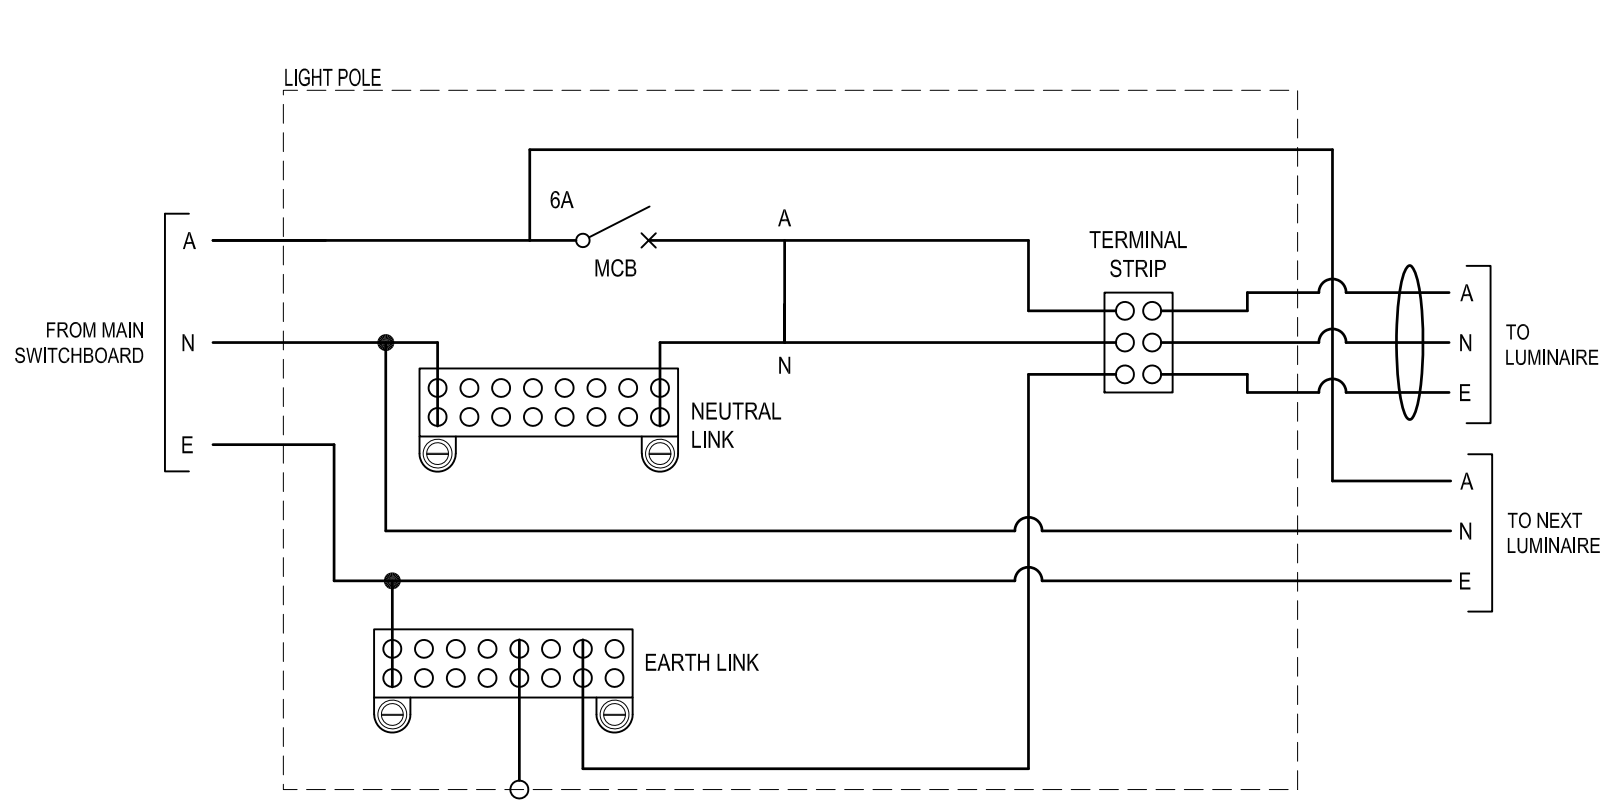 LIGHT POLE
6A
MCB
A
N
TERMINAL
STRIP
FROM MAIN
SWITCHBOARD
A
N
E
NEUTRAL
LINK
EARTH LINK
A
N
E
TO
LUMINAIRE
A
N
E
TO NEXT
LUMINAIRE